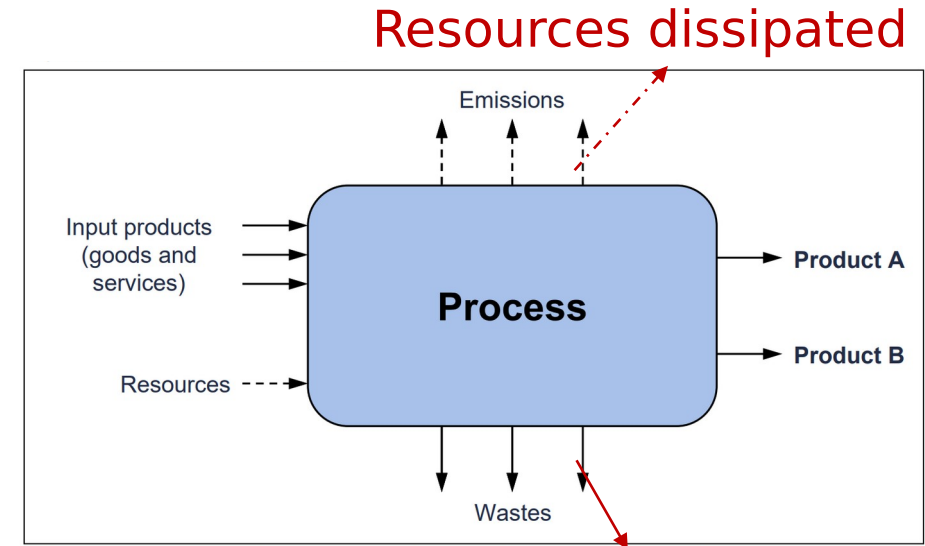 Resources dissipated
Emissions
Input products
(goods and
services)
Product A
Process
Product B
Resources
Wastes